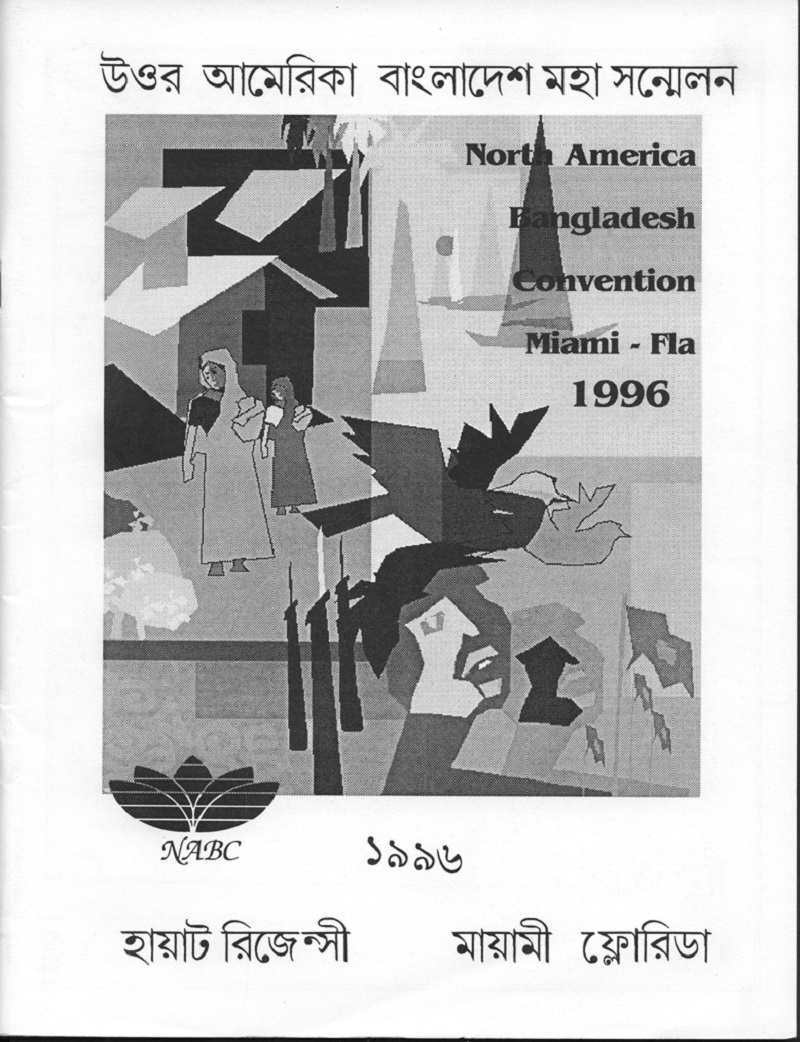 উওর আমেরিকা বাংলাদেশ মহা সন্মেলন
North America
Bangladesh
Convention
Miami - Fla
1996
NABC
১৯৯৬
হায়াট রিজেন্সী মায়ামী ফ্লোরিডা